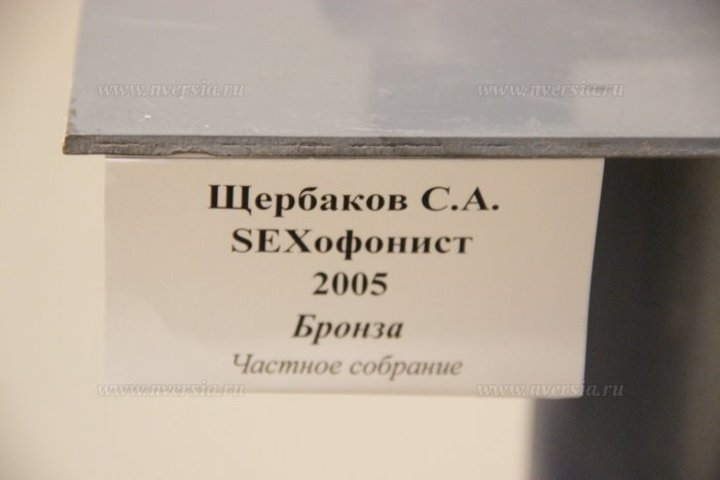 www.nversia.ru www.nversia.ru
Щербаков С.А.
SEXофонист
2005
Бронза
Частное собрание
www.nversia.ru www.nversia.ru